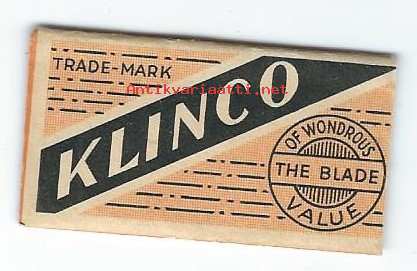 TRADE-MARK
Antikvariaatti.net
KLINCO
OF WONDROUS
THE BLADE
VALUE